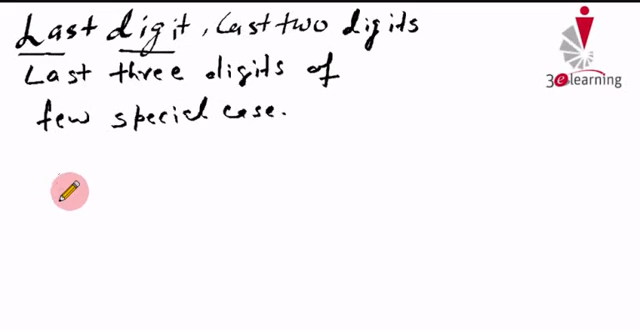 Last digit, Last two digits
Last three digits of
few special case.
3elearning